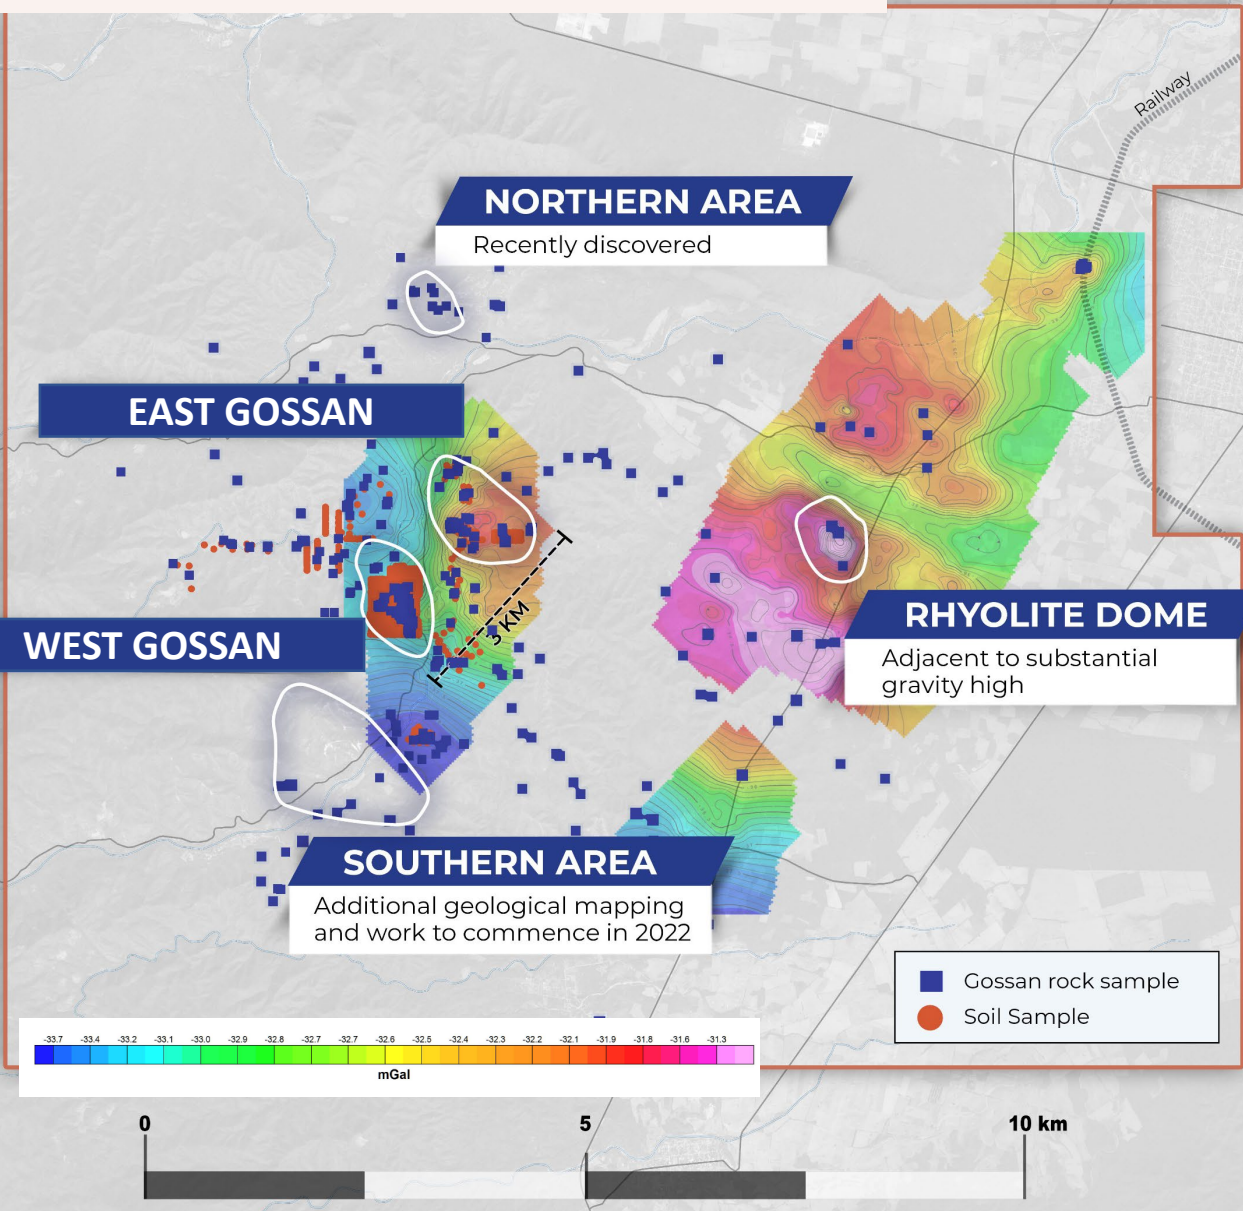 Railway
NORTHERN AREA
Recently discovered
EAST GOSSAN
3 KM
RHYOLITE DOME
Adjacent to substantial
gravity high
WEST GOSSAN
SOUTHERN AREA
Additional geological mapping
and work to commence in 2022
Gossan rock sample
Soil Sample
-33.7 -33.4 -33.2 -33.1 -33.0 -32.9 -32.8 -32.7 -32.7 -32.6 -32.5 -32.4 -32.3 -32.2 -32.1 -31.9 -31.8 -31.6 -31.3
mGal
0 5 10 km